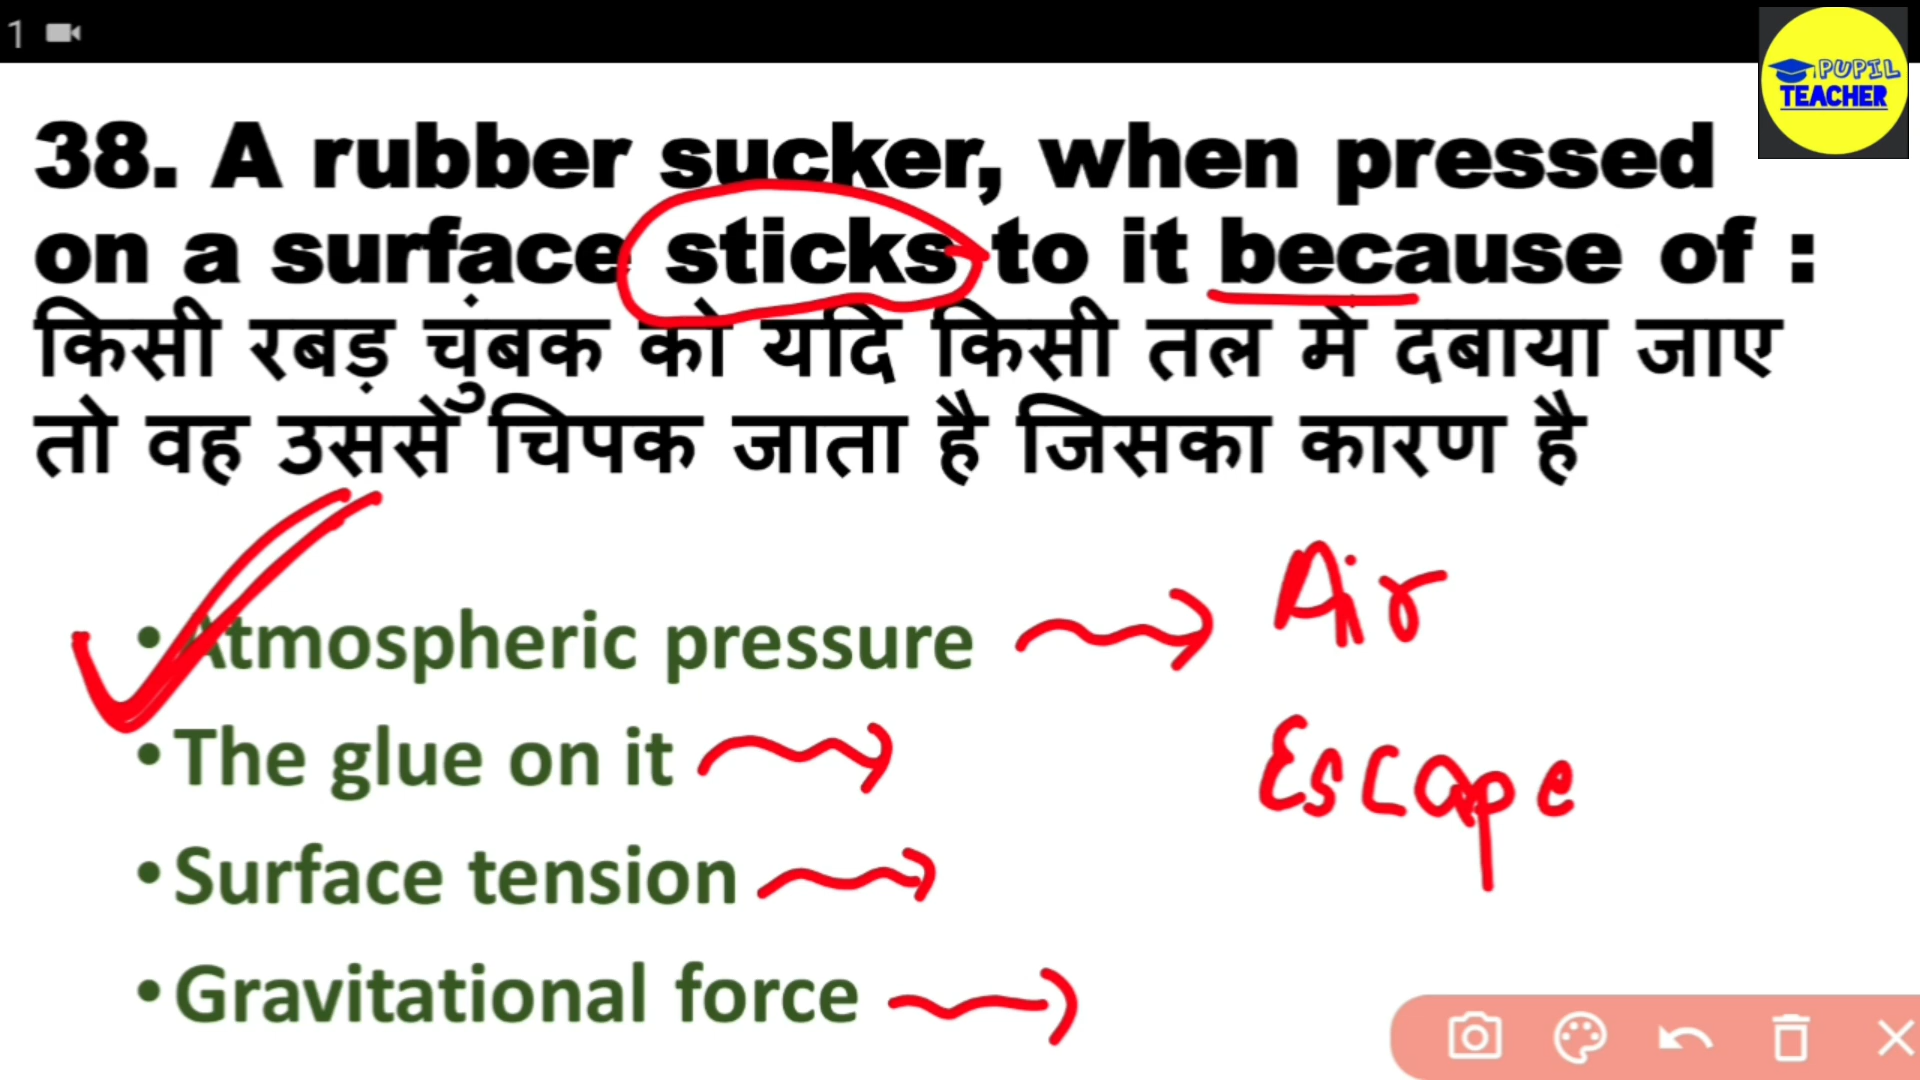 1
PUPIL
TEACHER
38. A rubber sucker, when pressed
on a surface sticks to it because of :
किसी रबड़ चुंबक को यदि किसी तल में दबाया जाए
तो वह उससे चिपक जाता है जिसका कारण है
• Atmospheric pressure
Air
• The glue on it
Escape
• Surface tension
• Gravitational force